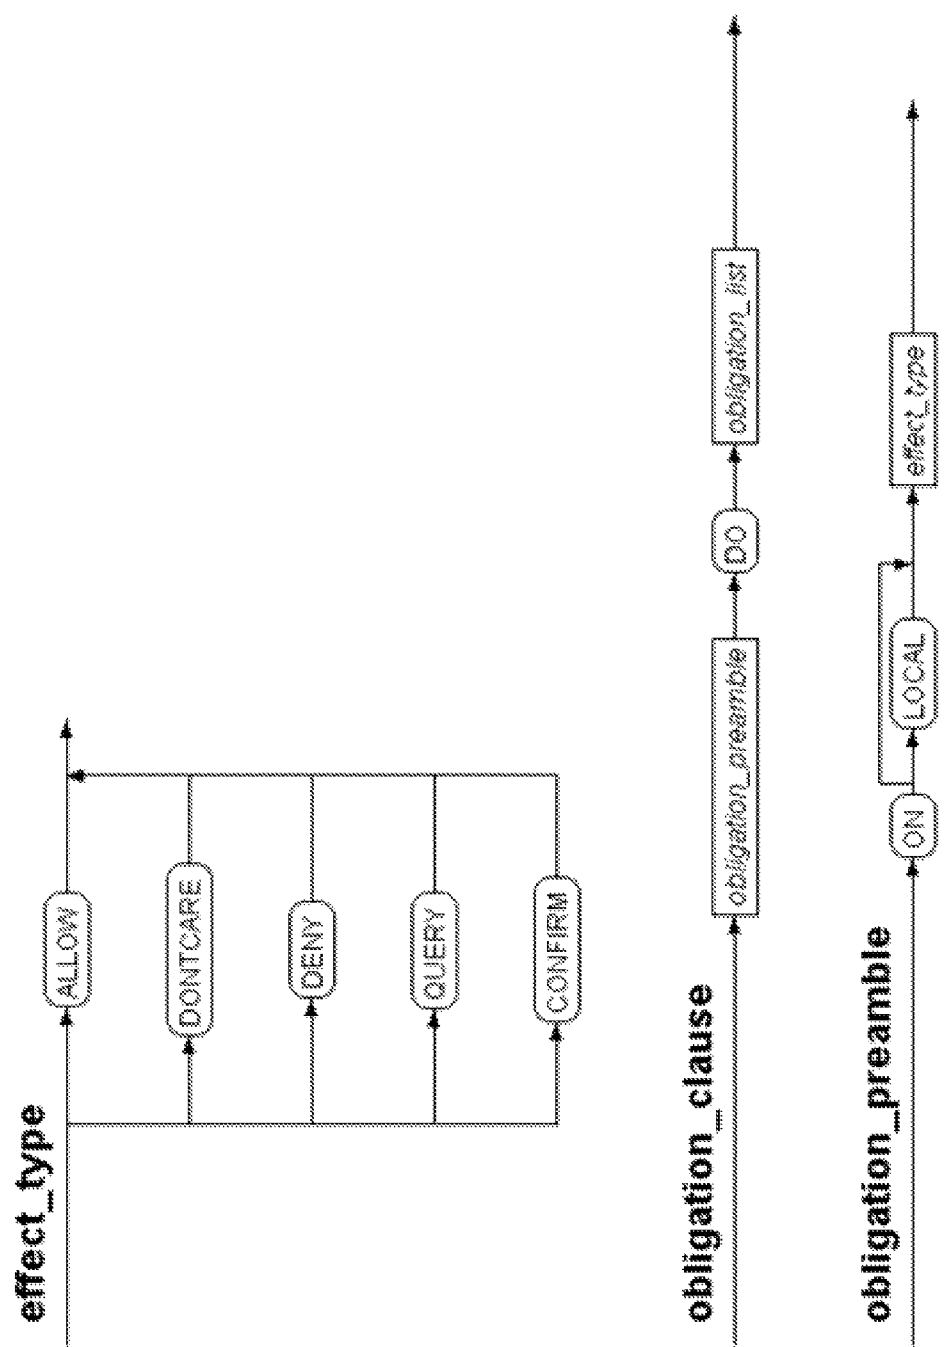 effect_type
ALLOW
DONTCARE
DENY
QUERY
CONFIRM
obligation_clause
obligation_preamble
DO
obligation_list
obligation_preamble
ON
LOCAL
effect_type